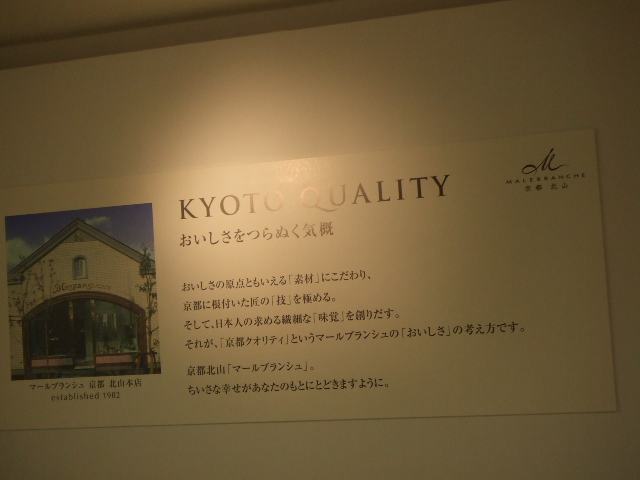 M
MALEBRANCHE
京都 北山
KYOTO QUALITY
おいしさをつらぬく気概
おいしさの原点ともいえる「素材」にこだわり、
京都に根付いた匠の「技」を極める。
そして、日本人の求める繊細な「味覚」を創りだす。
それが、「京都クオリティ」というマールブランシュの「おいしさ」の考え方です。
京都北山「マールブランシュ」。
ちいさな幸せがあなたのもとにとどきますように。
マールブランシュ 京都 北山本店
established 1982